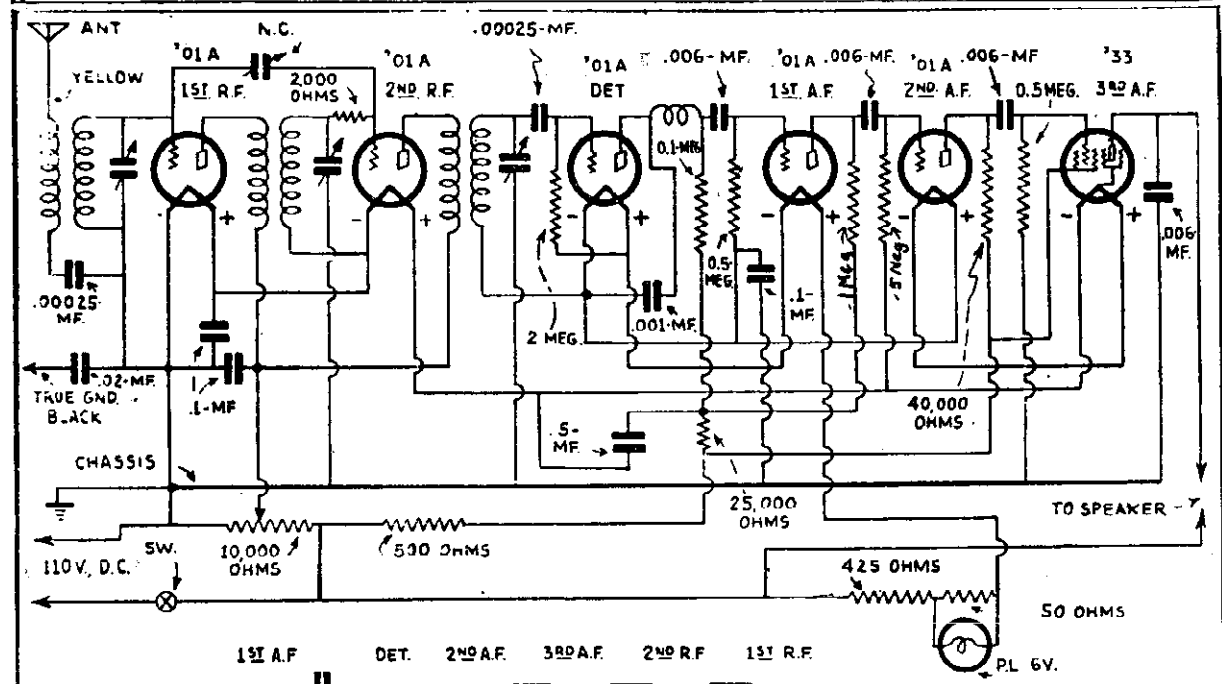 ANT
N.C.
.00025-MF.
YELLOW
'01A
1ST R.F.
2,000
OHMS
'01A
2ND R.F.
'01A
DET
.006-MF.
'01A
1ST A.F.
.006-MF.
'01A
2ND A.F.
.006-MF
0.5 MEG.
'33
3RD A.F.
0.1-MEG
+
-
+
-
-
+
-
-
+
.00025-
MF.
2 MEG.
.001-MF.
0.5-
MEG.
.1-
MF.
.1 Meg
.5 Meg
.006-
MF.
.02-MF.
TRUE GND.
BLACK
.1-MF
.5-
MF.
40,000
OHMS
CHASSIS
25,000
OHMS
TO SPEAKER
110V., D.C.
SW.
10,000
OHMS
500 OHMS
425 OHMS
50 OHMS
P.L 6V.
1ST A.F
DET.
2ND A.F.
3RD A.F.
2ND R.F
1ST R.F.